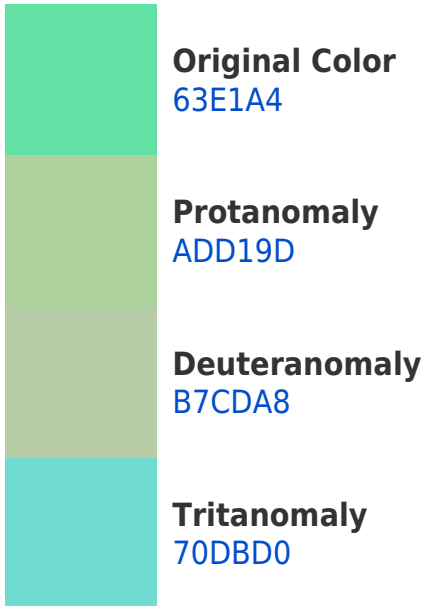 Original Color
63E1A4
Protanomaly
ADD19D
Deuteranomaly
B7CDA8
Tritanomaly
70DBD0